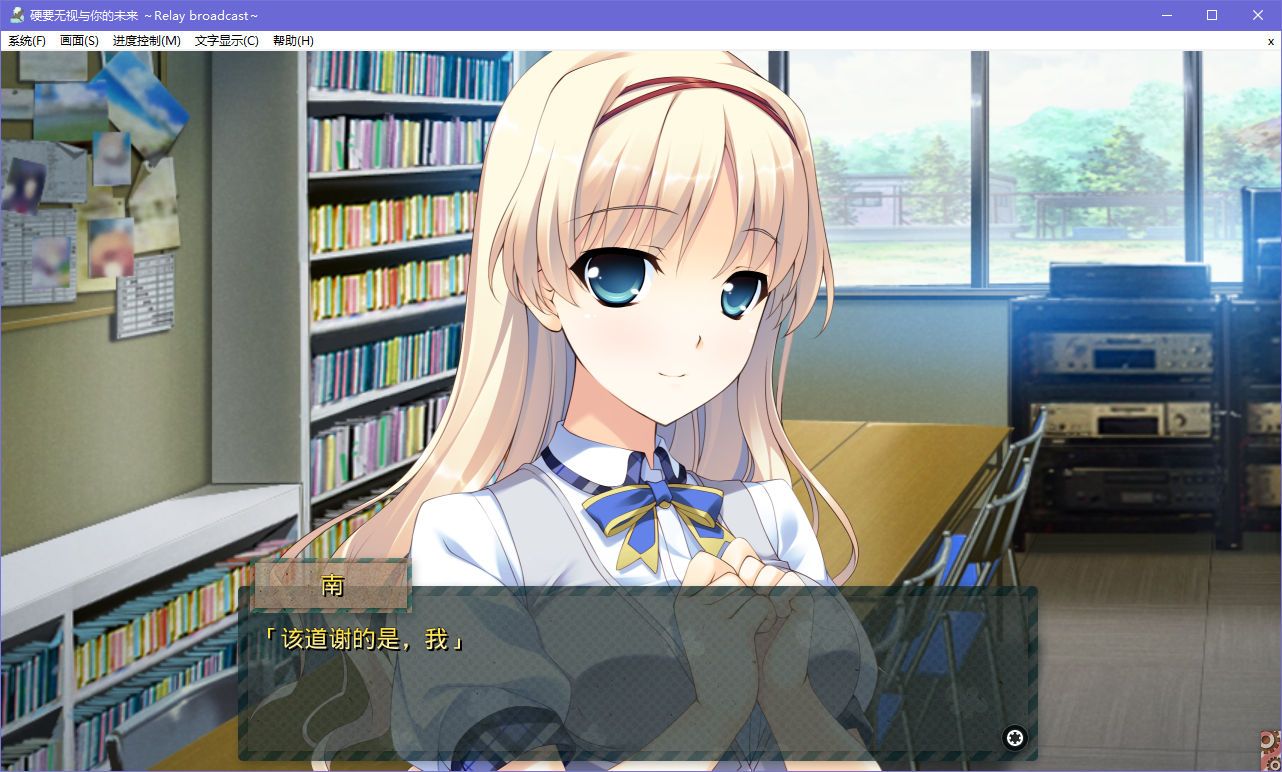 硬要无视与你的未来 ~Relay broadcast~
系统(F) 画面(S) 进度控制(M) 文字显示(C) 帮助(H) x
南
「该道谢的是，我」